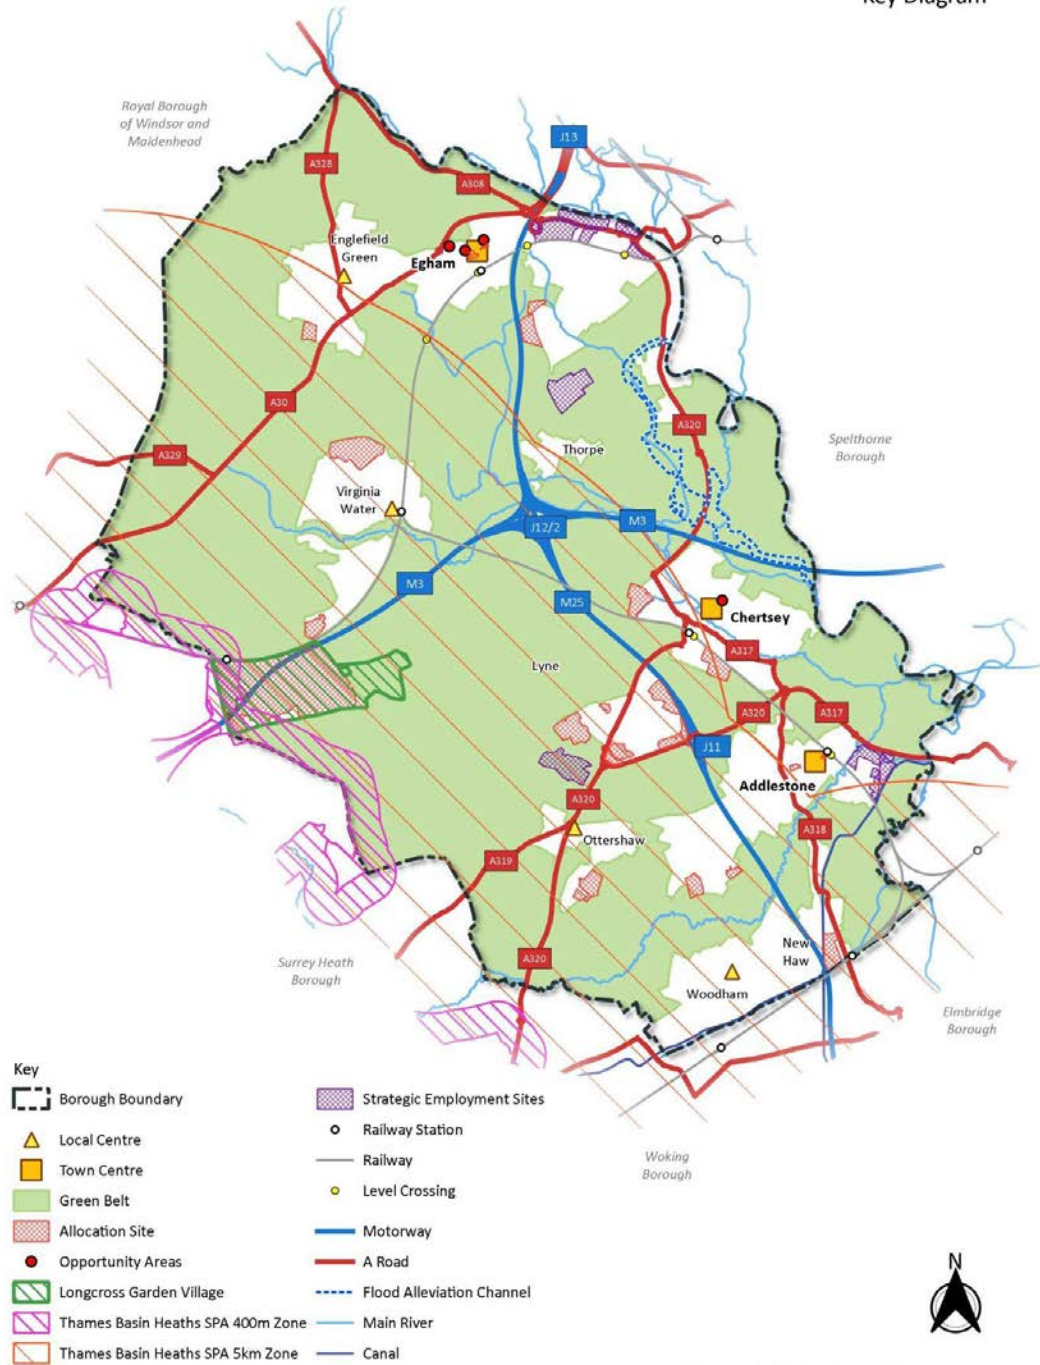 Key Diagram
Royal Borough
of Windsor and
Maidenhead
J13
A328
A308
Englefield
Green
Egham
A30
A320
A329
Thorpe
Spelthorne
Borough
Virginia
Water
J12/2
M3
M3
M25
Chertsey
A317
Lyne
A320
A317
J11
Addlestone
A320
Ottershaw
A318
A319
New
Haw
A320
Surrey Heath
Borough
Woodham
Elmbridge
Borough
Woking
Borough
Key
Borough Boundary
Local Centre
Town Centre
Green Belt
Allocation Site
Opportunity Areas
Longcross Garden Village
Thames Basin Heaths SPA 400m Zone
Thames Basin Heaths SPA 5km Zone
Strategic Employment Sites
Railway Station
Railway
Level Crossing
Motorway
A Road
Flood Alleviation Channel
Main River
Canal
N